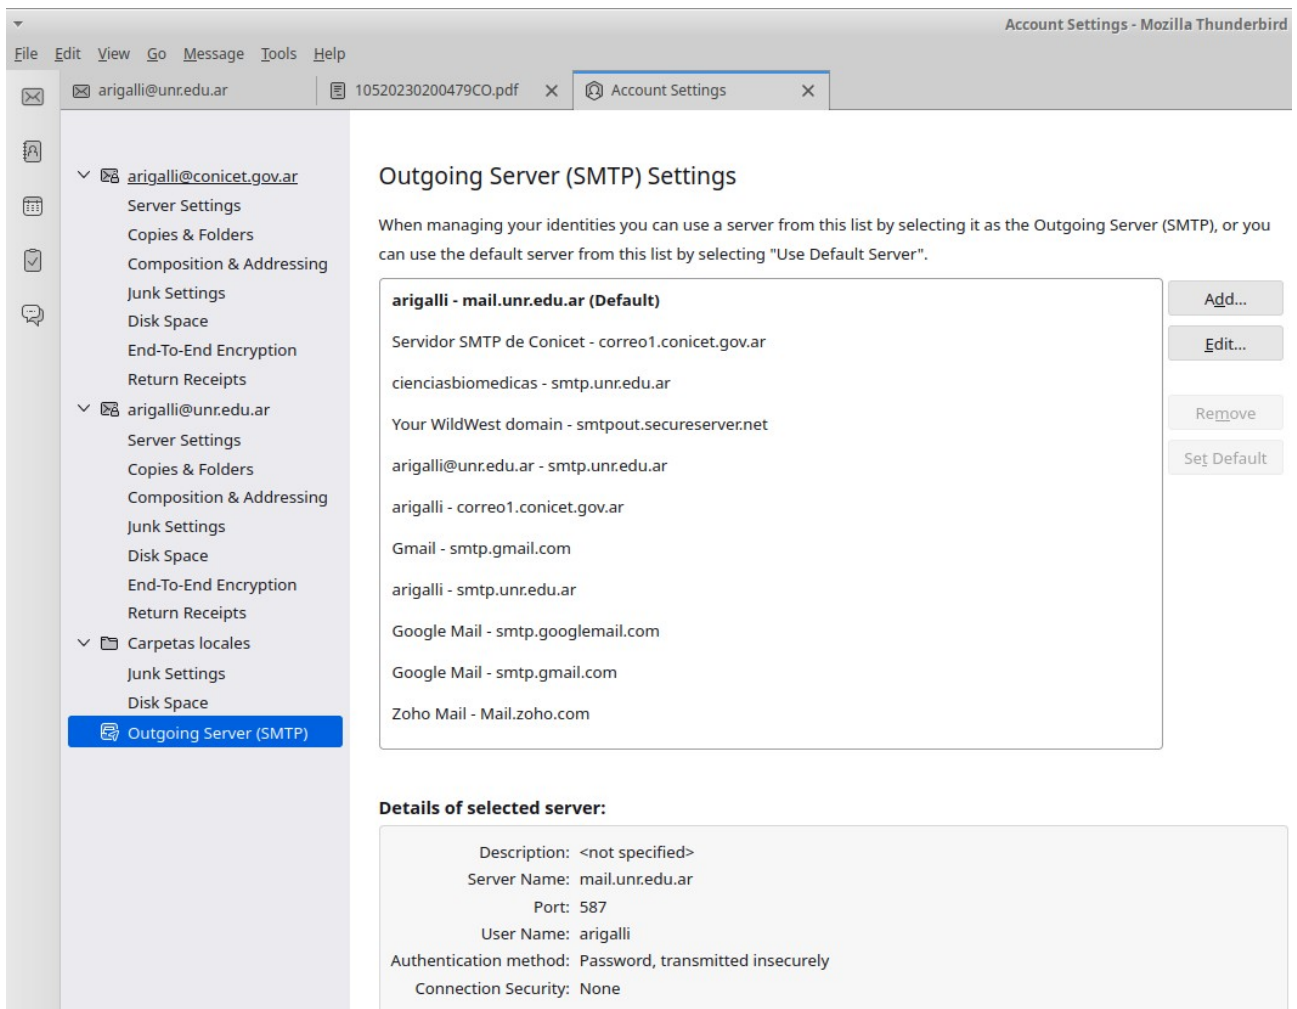 Account Settings - Mozilla Thunderbird
File Edit View Go Message Tools Help
arigalli@unr.edu.ar
10520230200479CO.pdf
Account Settings
arigalli@conicet.gov.ar
Server Settings
Copies & Folders
Composition & Addressing
Junk Settings
Disk Space
End-To-End Encryption
Return Receipts
arigalli@unr.edu.ar
Server Settings
Copies & Folders
Composition & Addressing
Junk Settings
Disk Space
End-To-End Encryption
Return Receipts
Carpetas locales
Junk Settings
Disk Space
Outgoing Server (SMTP)
Outgoing Server (SMTP) Settings
When managing your identities you can use a server from this list by selecting it as the Outgoing Server (SMTP), or you
can use the default server from this list by selecting "Use Default Server".
arigalli - mail.unr.edu.ar (Default)
Servidor SMTP de Conicet - correo1.conicet.gov.ar
cienciasbiomedicas - smtp.unr.edu.ar
Your WildWest domain - smtpout.secureserver.net
arigalli@unr.edu.ar - smtp.unr.edu.ar
arigalli - correo1.conicet.gov.ar
Gmail - smtp.gmail.com
arigalli - smtp.unr.edu.ar
Google Mail - smtp.googlemail.com
Google Mail - smtp.gmail.com
Zoho Mail - Mail.zoho.com
Add...
Edit...
Remove
Set Default
Details of selected server:
Description: <not specified>
Server Name: mail.unr.edu.ar
Port: 587
User Name: arigalli
Authentication method: Password, transmitted insecurely
Connection Security: None